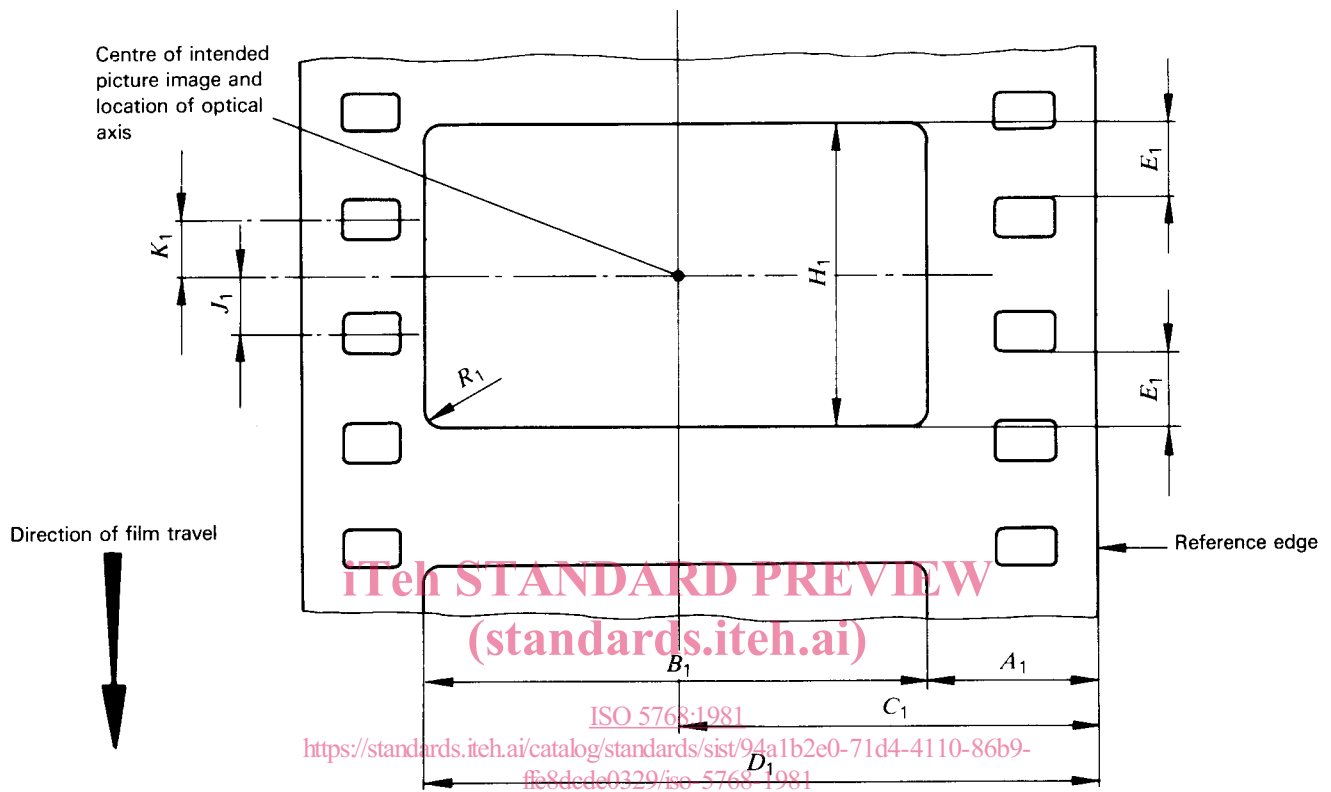 Centre of intended
picture image and
location of optical
axis
E₁
K₁
H₁
J₁
R₁
E₁
Direction of film travel
Reference edge
iTeh STANDARD PREVIEW
(standards.iteh.ai)
B₁
A₁
C₁
ISO 5768:1981
https://standards.iteh.ai/catalog/standards/sist/94a1b2e0-71d4-4110-86b9-
D₁
ffe8dcde0329/iso-5768-1981